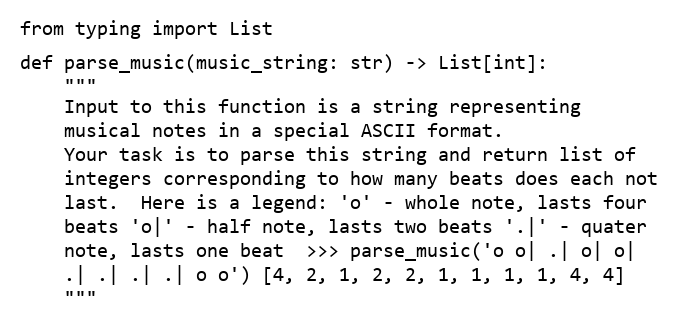 from typing import List
def parse_music(music_string: str) -> List[int]:
"""
Input to this function is a string representing
musical notes in a special ASCII format.
Your task is to parse this string and return list of
integers corresponding to how many beats does each not
last.  Here is a legend: 'o' - whole note, lasts four
beats 'o|' - half note, lasts two beats '.|' - quater
note, lasts one beat  >>> parse_music('o o| .| o| o|
.| .| .| .| o o') [4, 2, 1, 2, 2, 1, 1, 1, 1, 4, 4]
"""